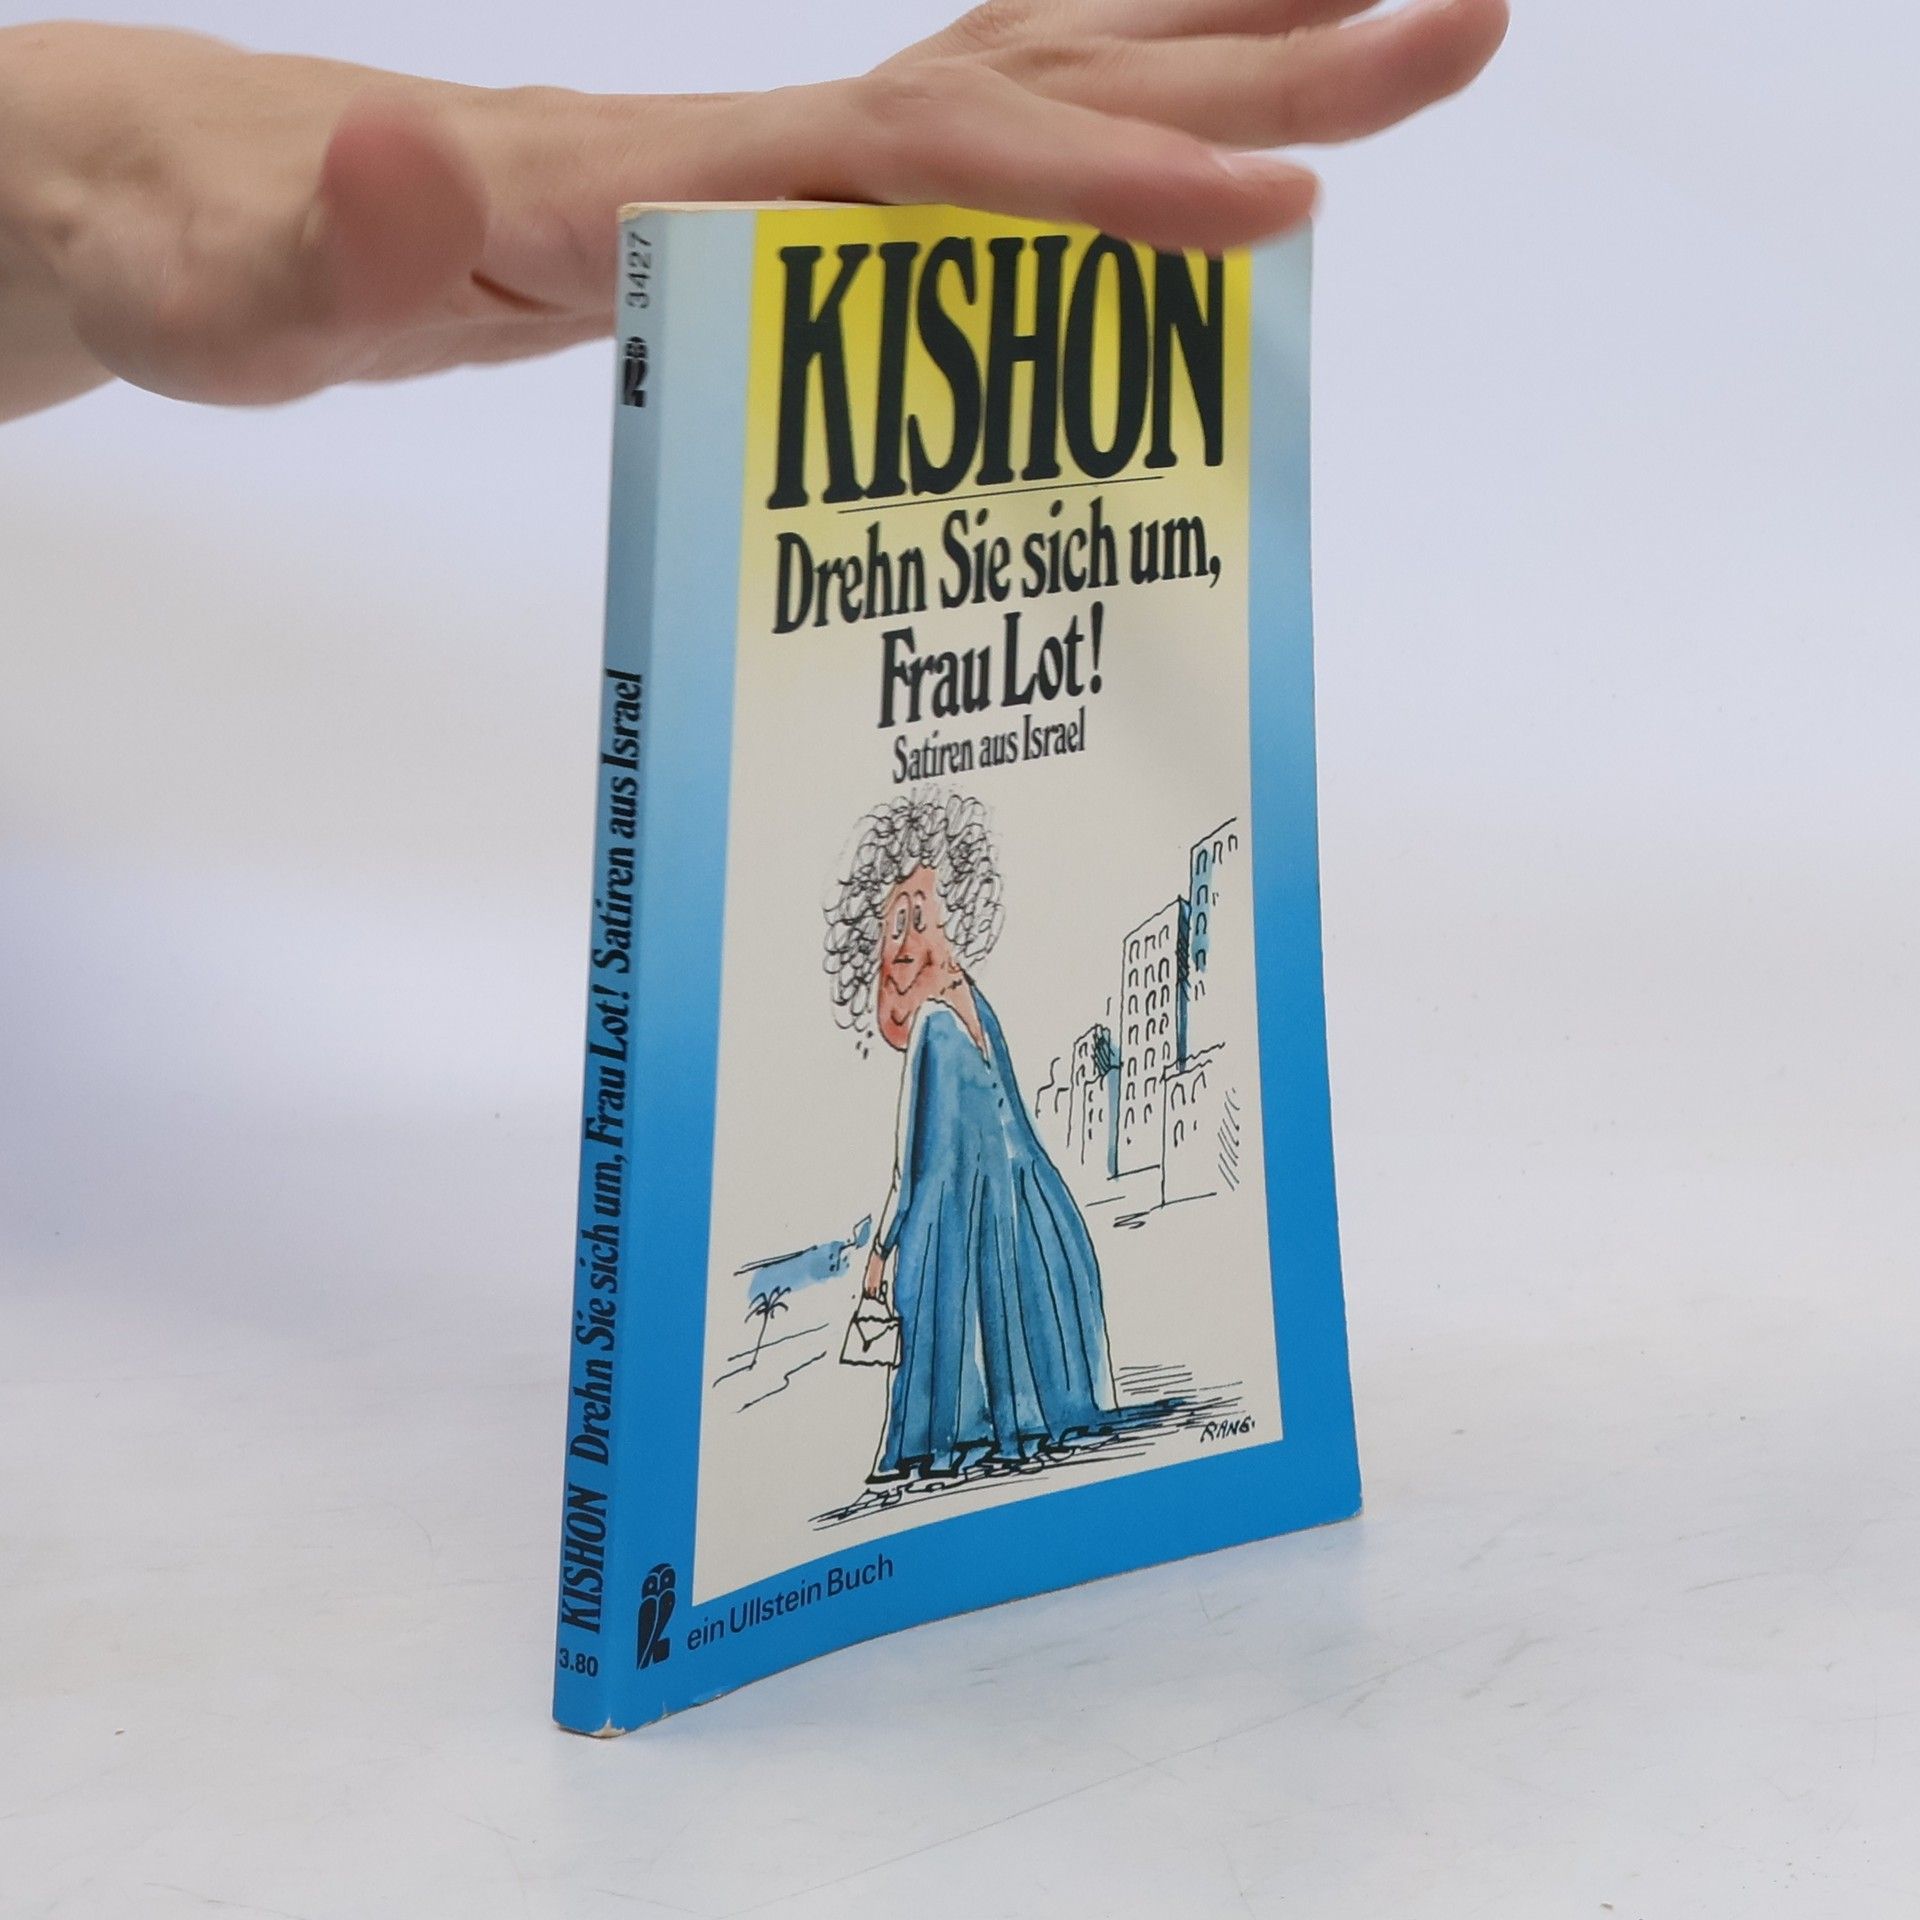 KISHON
Drehn Sie sich um,
Frau Lot!
Satiren aus Israel
RANG.
ein Ullstein Buch
3427
KISHON Drehn Sie sich um, Frau Lot! Satiren aus Israel
3.80